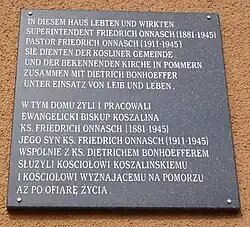 IN DIESEM HAUS LEBTEN UND WIRKTEN
SUPERINTENDENT FRIEDRICH ONNASCH (1881-1945)
PASTOR FRIEDRICH ONNASCH (1911-1945)
SIE DIENTEN DER KÖSLINER GEMEINDE
UND DER BEKENNENDEN KIRCHE IN POMMERN
ZUSAMMEN MIT DIETRICH BONHOEFFER
UNTER EINSATZ VON LEIB UND LEBEN.
W TYM DOMU ŻYLI I PRACOWALI
EWANGELICKI BISKUP KOSZALINA
KS. FRIEDRICH ONNASCH (1881-1945)
JEGO SYN KS. FRIEDRICH ONNASCH (1911-1945)
WSPÓLNIE Z KS. DIETRICHEM BONHOEFFEREM
SŁUŻYLI KOŚCIOŁOWI KOSZALIŃSKIEMU
I KOŚCIOŁOWI WYZNAJĄCEMU NA POMORZU
AŻ PO OFIARĘ ŻYCIA.